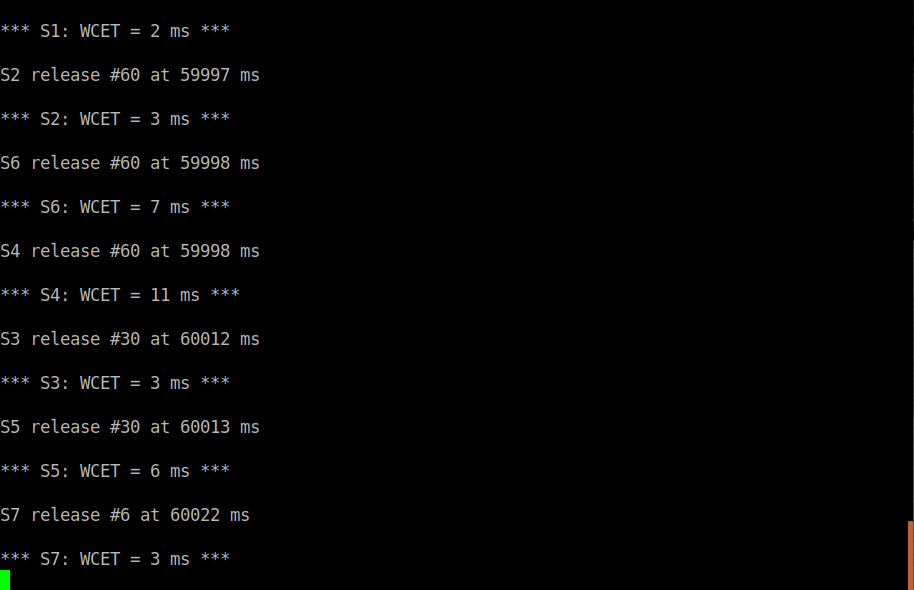 *** S1: WCET = 2 ms ***
S2 release #60 at 59997 ms
*** S2: WCET = 3 ms ***
S6 release #60 at 59998 ms
*** S6: WCET = 7 ms ***
S4 release #60 at 59998 ms
*** S4: WCET = 11 ms ***
S3 release #30 at 60012 ms
*** S3: WCET = 3 ms ***
S5 release #30 at 60013 ms
*** S5: WCET = 6 ms ***
S7 release #6 at 60022 ms
*** S7: WCET = 3 ms ***